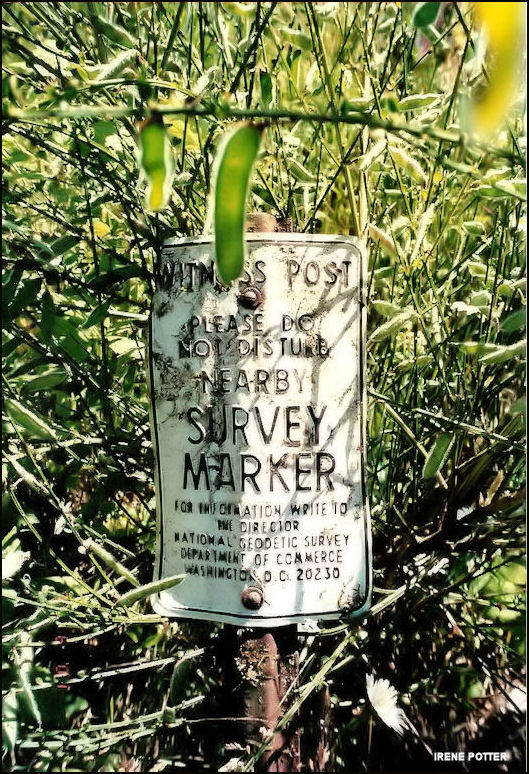 WITNESS POST
PLEASE DO
NOT DISTURB
NEARBY
SURVEY
MARKER
FOR INFORMATION WRITE TO
THE DIRECTOR
NATIONAL GEODETIC SURVEY
DEPARTMENT OF COMMERCE
WASHINGTON D.C. 20230
IRENE POTTER